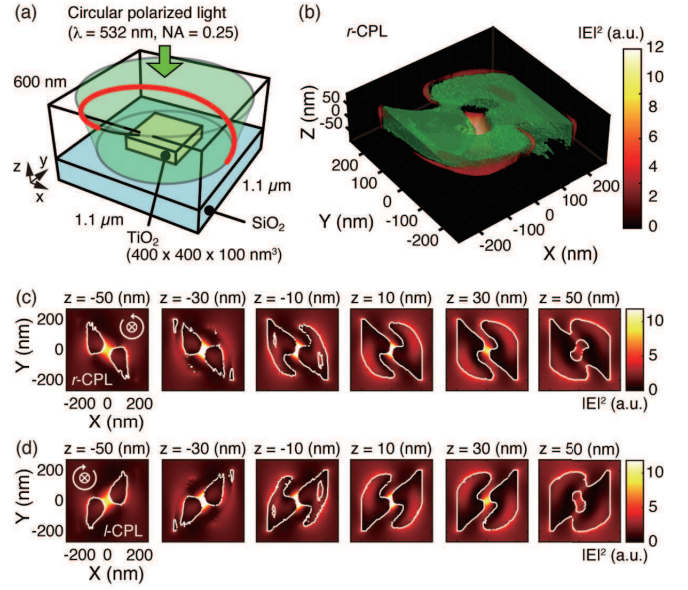 (a)
Circular polarized light
(λ = 532 nm, NA = 0.25)
600 nm
z
y
x
1.1 μm
1.1 μm
SiO₂
TiO₂
(400 x 400 x 100 nm³)
(b)
r-CPL
|E|² (a.u.)
12
10
8
6
4
2
0
Z (nm)
50
0
-50
200
100
0
-100
-200
Y (nm)
200
100
0
-100
-200
X (nm)
(c)
z = -50 (nm) z = -30 (nm) z = -10 (nm) z = 10 (nm) z = 30 (nm) z = 50 (nm)
Y (nm)
200
0
-200
r-CPL
-200 0 200
X (nm)
10
5
0
|E|² (a.u.)
(d)
z = -50 (nm) z = -30 (nm) z = -10 (nm) z = 10 (nm) z = 30 (nm) z = 50 (nm)
Y (nm)
200
0
-200
l-CPL
-200 0 200
X (nm)
10
5
0
|E|² (a.u.)